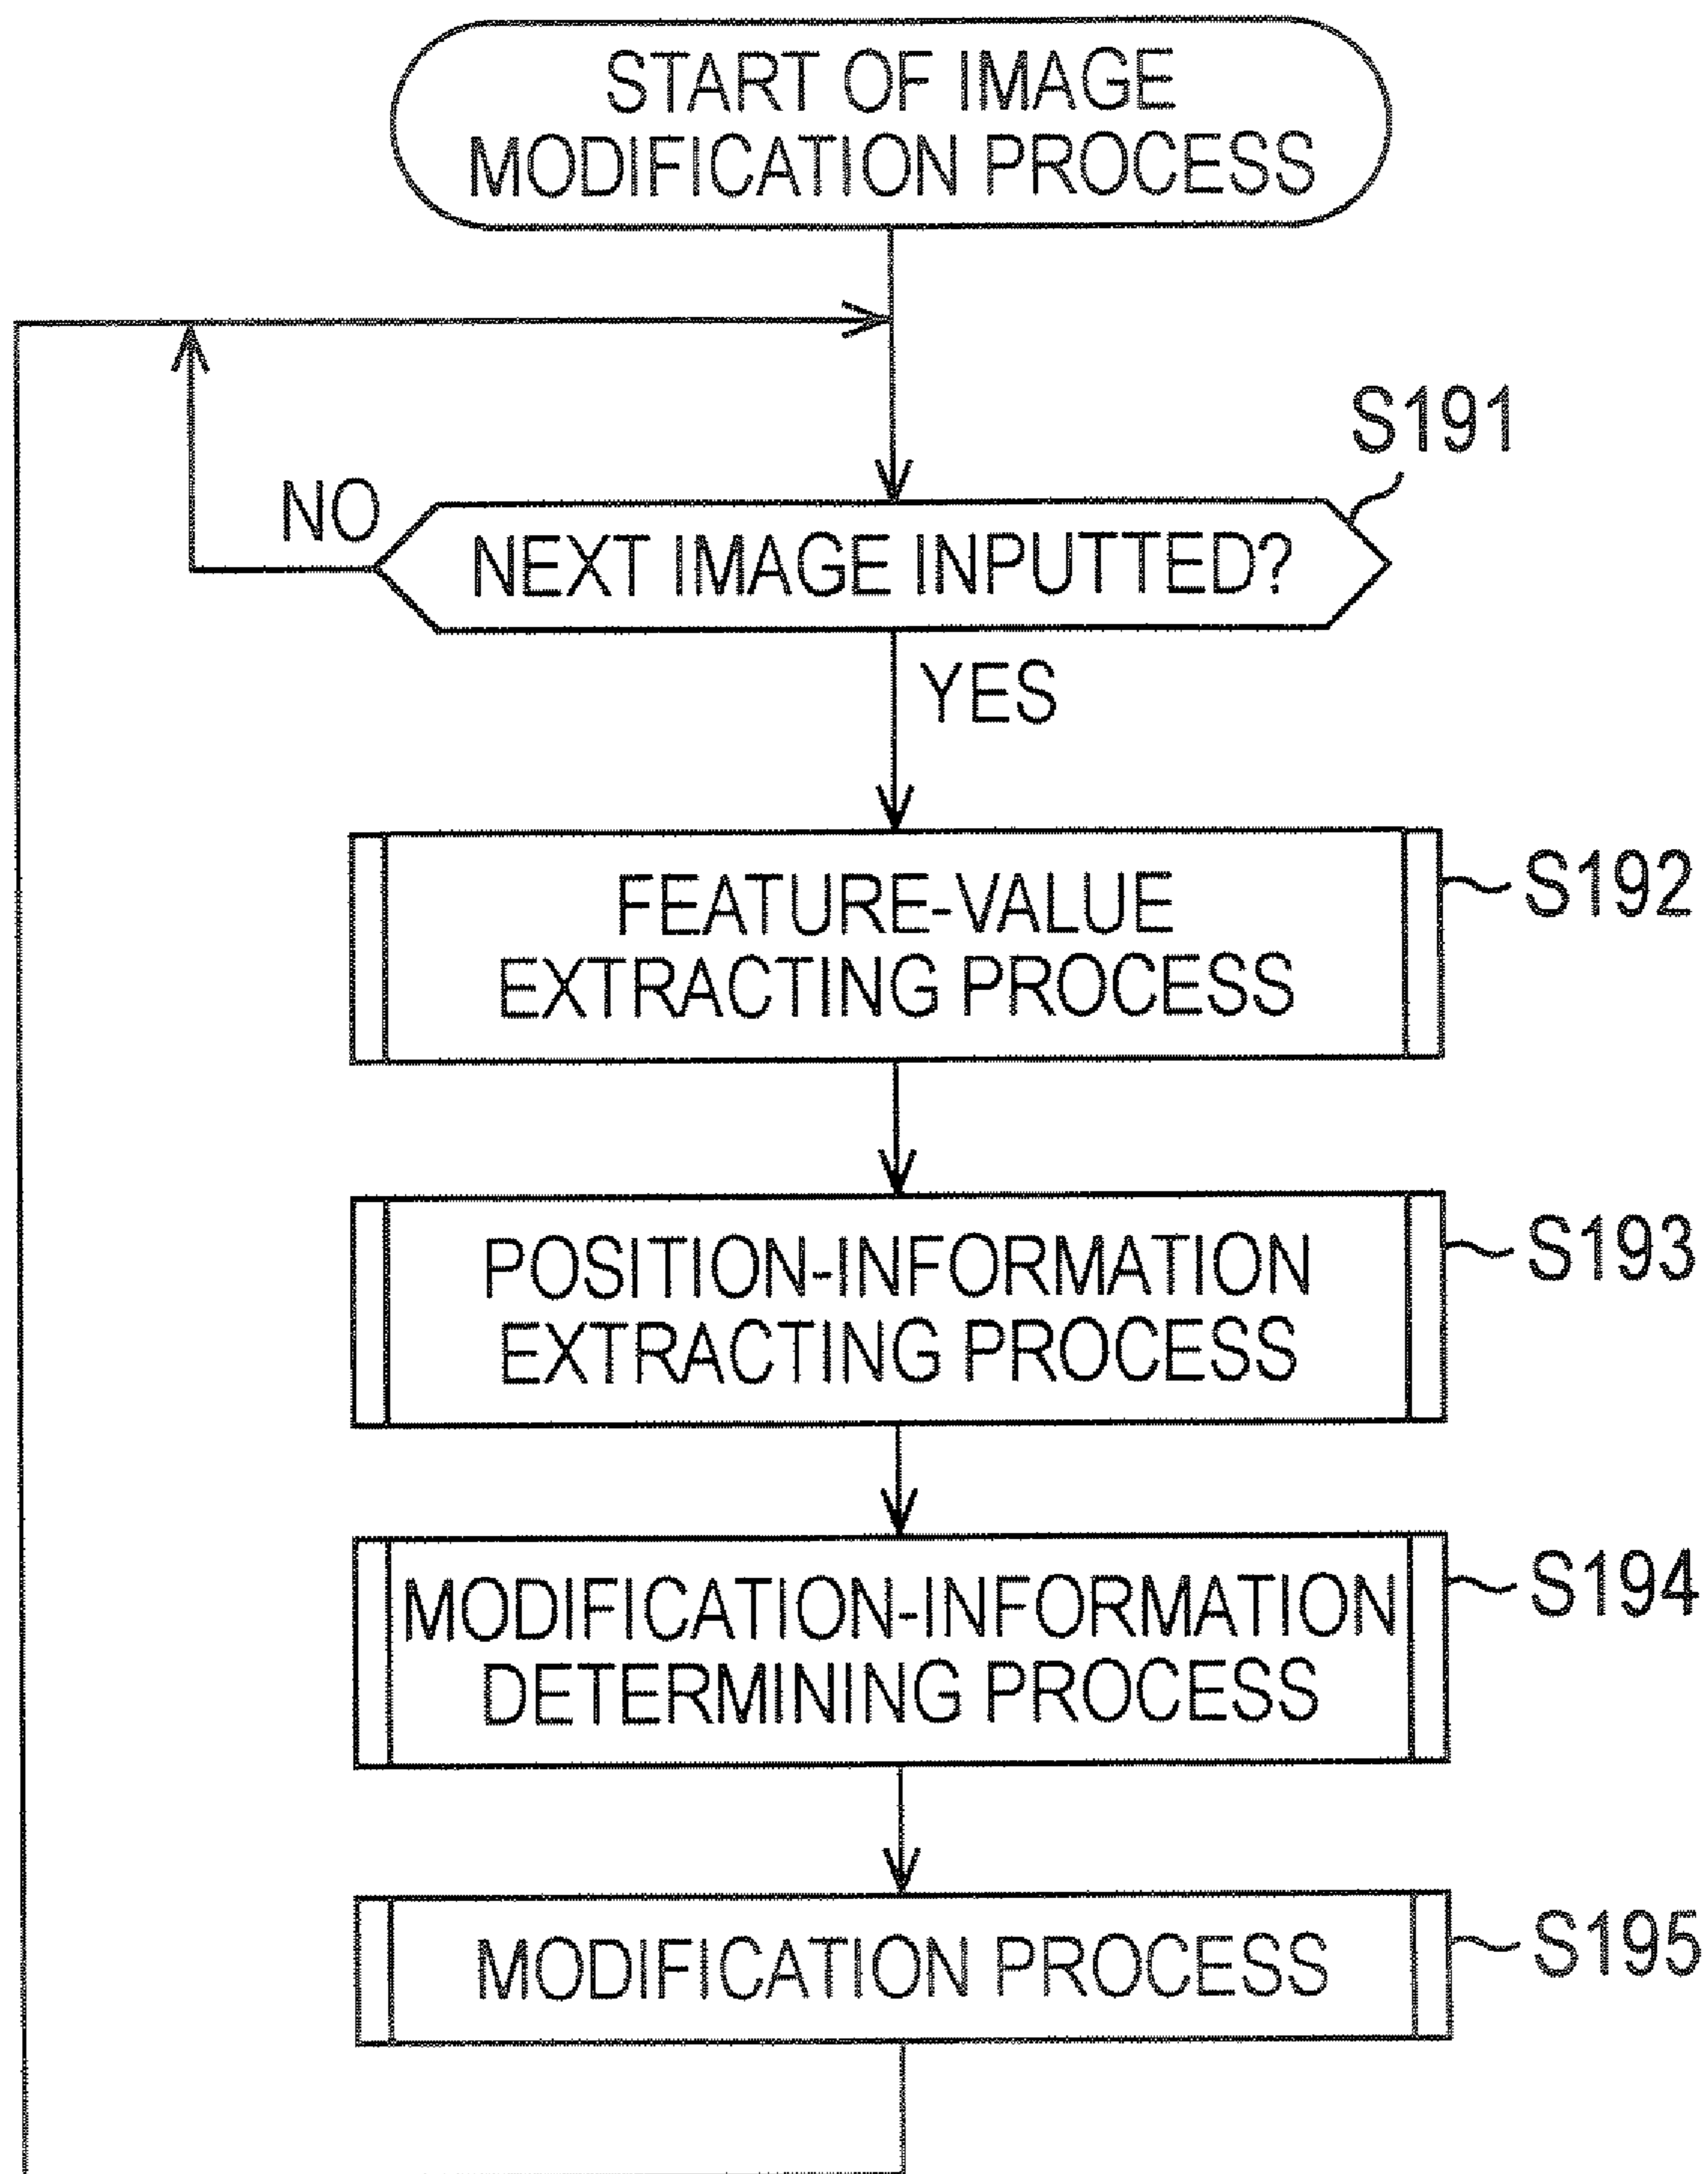 START OF IMAGE
MODIFICATION PROCESS
S191
NO
NEXT IMAGE INPUTTED?
YES
FEATURE-VALUE
EXTRACTING PROCESS
S192
POSITION-INFORMATION
EXTRACTING PROCESS
S193
MODIFICATION-INFORMATION
DETERMINING PROCESS
S194
MODIFICATION PROCESS
S195